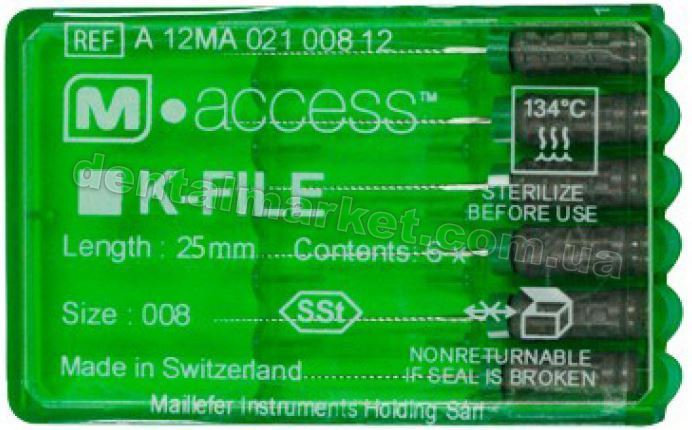 REF A 12MA 021 008 12
M•access™
134°C
K-FILE
STERILIZE
BEFORE USE
dentalmarket.com.ua
Length : 25mm Contents: 6 x
Size : 008 SSt
Made in Switzerland
NONRETURNABLE
IF SEAL IS BROKEN
Maillefer Instruments Holding Sàrl